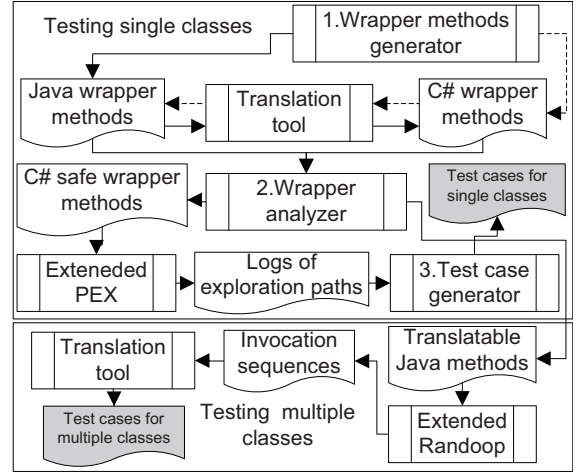 Testing single classes
1.Wrapper methods
generator
Java wrapper
methods
Translation
tool
C# wrapper
methods
C# safe wrapper
methods
2.Wrapper
analyzer
Test cases for
single classes
Exteneded
PEX
Logs of
exploration paths
3.Test case
generator
Translation
tool
Invocation
sequences
Translatable
Java methods
Test cases for
multiple classes
Testing multiple
classes
Extended
Randoop